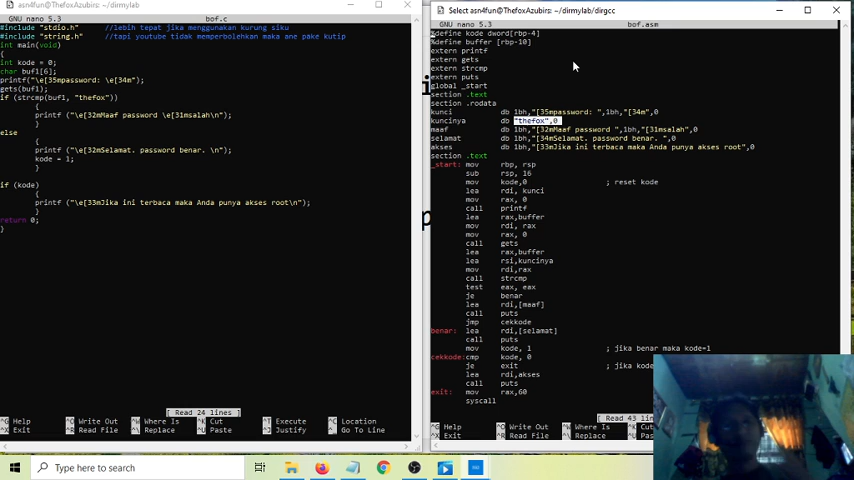 asn4fun@ThefoxAzubirs: ~/dirmylab
GNU nano 5.3
bof.c
#include "stdio.h" //lebih tepat jika menggunakan kurung siku
#include "string.h" //tapi youtube tidak memperbolehkan maka ane pake kutip
int main(void)
{
int kode = 0;
char buf1[6];
printf("\e[35mpassword: \e[34m");
gets(buf1);
if (strcmp(buf1, "thefox"))
{
printf ("\e[32mMaaf password \e[31msalah\n");
}
else
{
printf ("\e[32mSelamat. password benar. \n");
kode = 1;
}
if (kode)
{
printf ("\e[33mJika ini terbaca maka Anda punya akses root\n");
}
return 0;
}
[ Read 24 lines ]
^G Help ^O Write Out ^W Where Is ^K Cut ^T Execute ^C Location
^X Exit ^R Read File ^\ Replace ^U Paste ^J Justify ^_ Go To Line
Select asn4fun@ThefoxAzubirs: ~/dirmylab/dirgcc
GNU nano 5.3
bof.asm
%define kode dword[rbp-4]
%define buffer [rbp-10]
extern printf
extern gets
extern strcmp
extern puts
global _start
section .text
section .rodata
kunci db 1bh,"[35mpassword: ",1bh,"[34m",0
kuncinya db "thefox",0
maaf db 1bh,"[32mMaaf password ",1bh,"[31msalah",0
selamat db 1bh,"[34mSelamat. password benar. ",0
akses db 1bh,"[33mJika ini terbaca maka Anda punya akses root",0
section .text
_start: mov rbp, rsp
sub rsp, 16
mov kode,0 ; reset kode
lea rdi, kunci
mov rax, 0
call printf
lea rax,buffer
mov rdi, rax
mov rax, 0
call gets
lea rax,buffer
lea rsi,kuncinya
mov rdi,rax
call strcmp
test eax, eax
je benar
lea rdi,[maaf]
call puts
jmp cekkode
benar: lea rdi,[selamat]
call puts
mov kode, 1 ; jika benar maka kode=1
cekkode:cmp kode, 0
je exit ; jika kode
lea rdi,akses
call puts
exit: mov rax,60
syscall
[ Read 43 lines
^G Help ^O Write Out ^W Where Is ^K Cut
^X Exit ^R Read File ^\ Replace ^U Paste
Type here to search